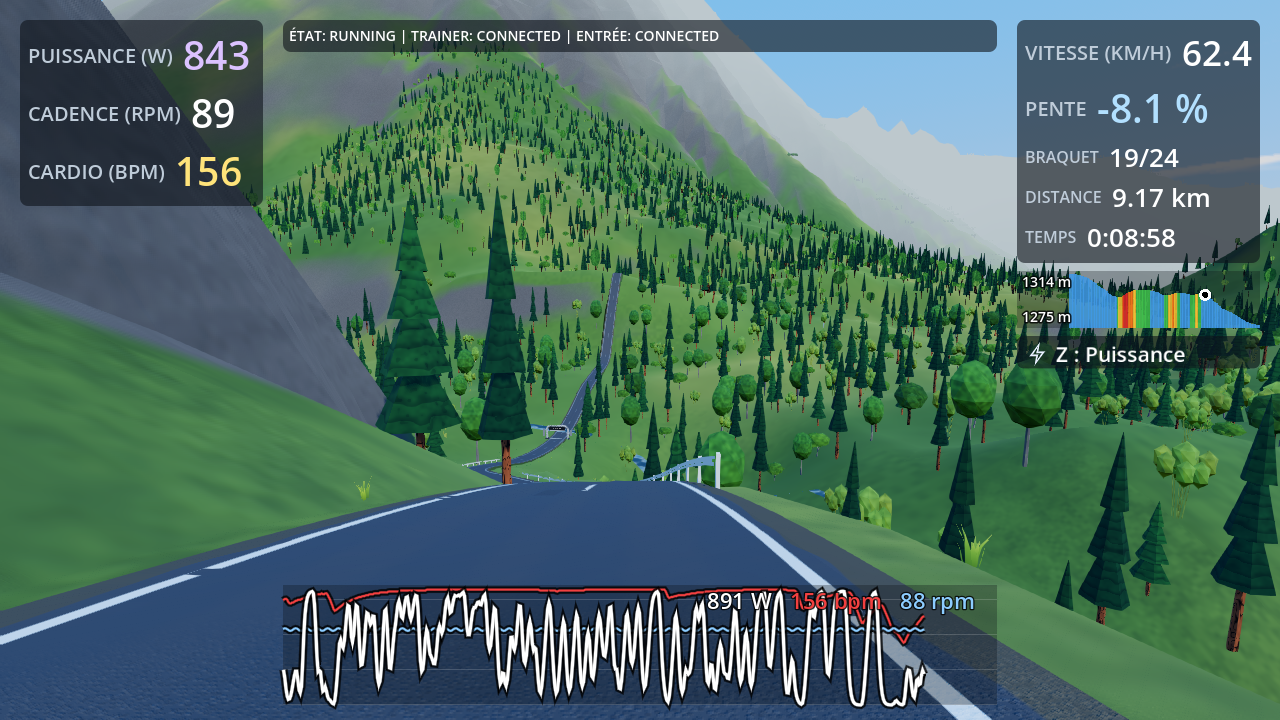 PUISSANCE (W) 843
CADENCE (RPM) 89
CARDIO (BPM) 156
ÉTAT: RUNNING | TRAINER: CONNECTED | ENTRÉE: CONNECTED
VITESSE (KM/H) 62.4
PENTE -8.1 %
BRAQUET 19/24
DISTANCE 9.17 km
TEMPS 0:08:58
1314 m
1275 m
Z : Puissance
891 W 156 bpm 88 rpm